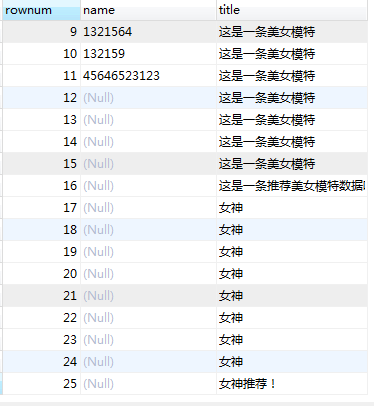 rownum name title
9 1321564 这是一条美女模特
10 132159 这是一条美女模特
11 45646523123 这是一条美女模特
12 (Null) 这是一条美女模特
13 (Null) 这是一条美女模特
14 (Null) 这是一条美女模特
15 (Null) 这是一条美女模特
16 (Null) 这是一条推荐美女模特数据
17 (Null) 女神
18 (Null) 女神
19 (Null) 女神
20 (Null) 女神
21 (Null) 女神
22 (Null) 女神
23 (Null) 女神
24 (Null) 女神
25 (Null) 女神推荐！